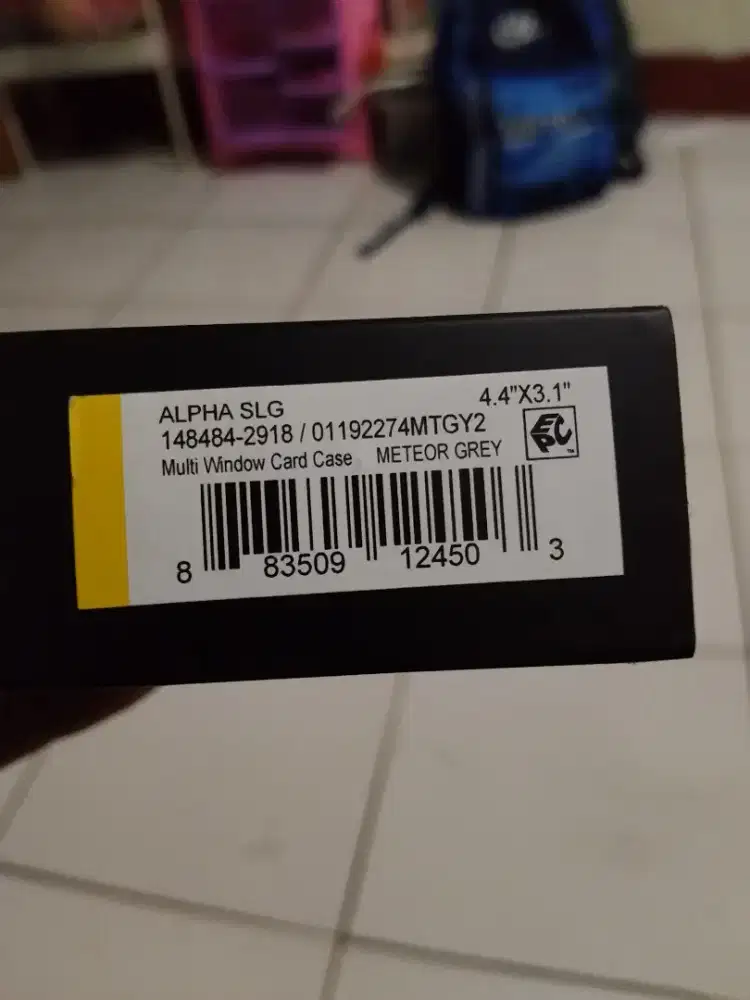 ALPHA SLG
4.4"X3.1"
148484-2918 / 01192274MTGY2
Multi Window Card Case METEOR GREY
EPC™
8 83509 12450 3